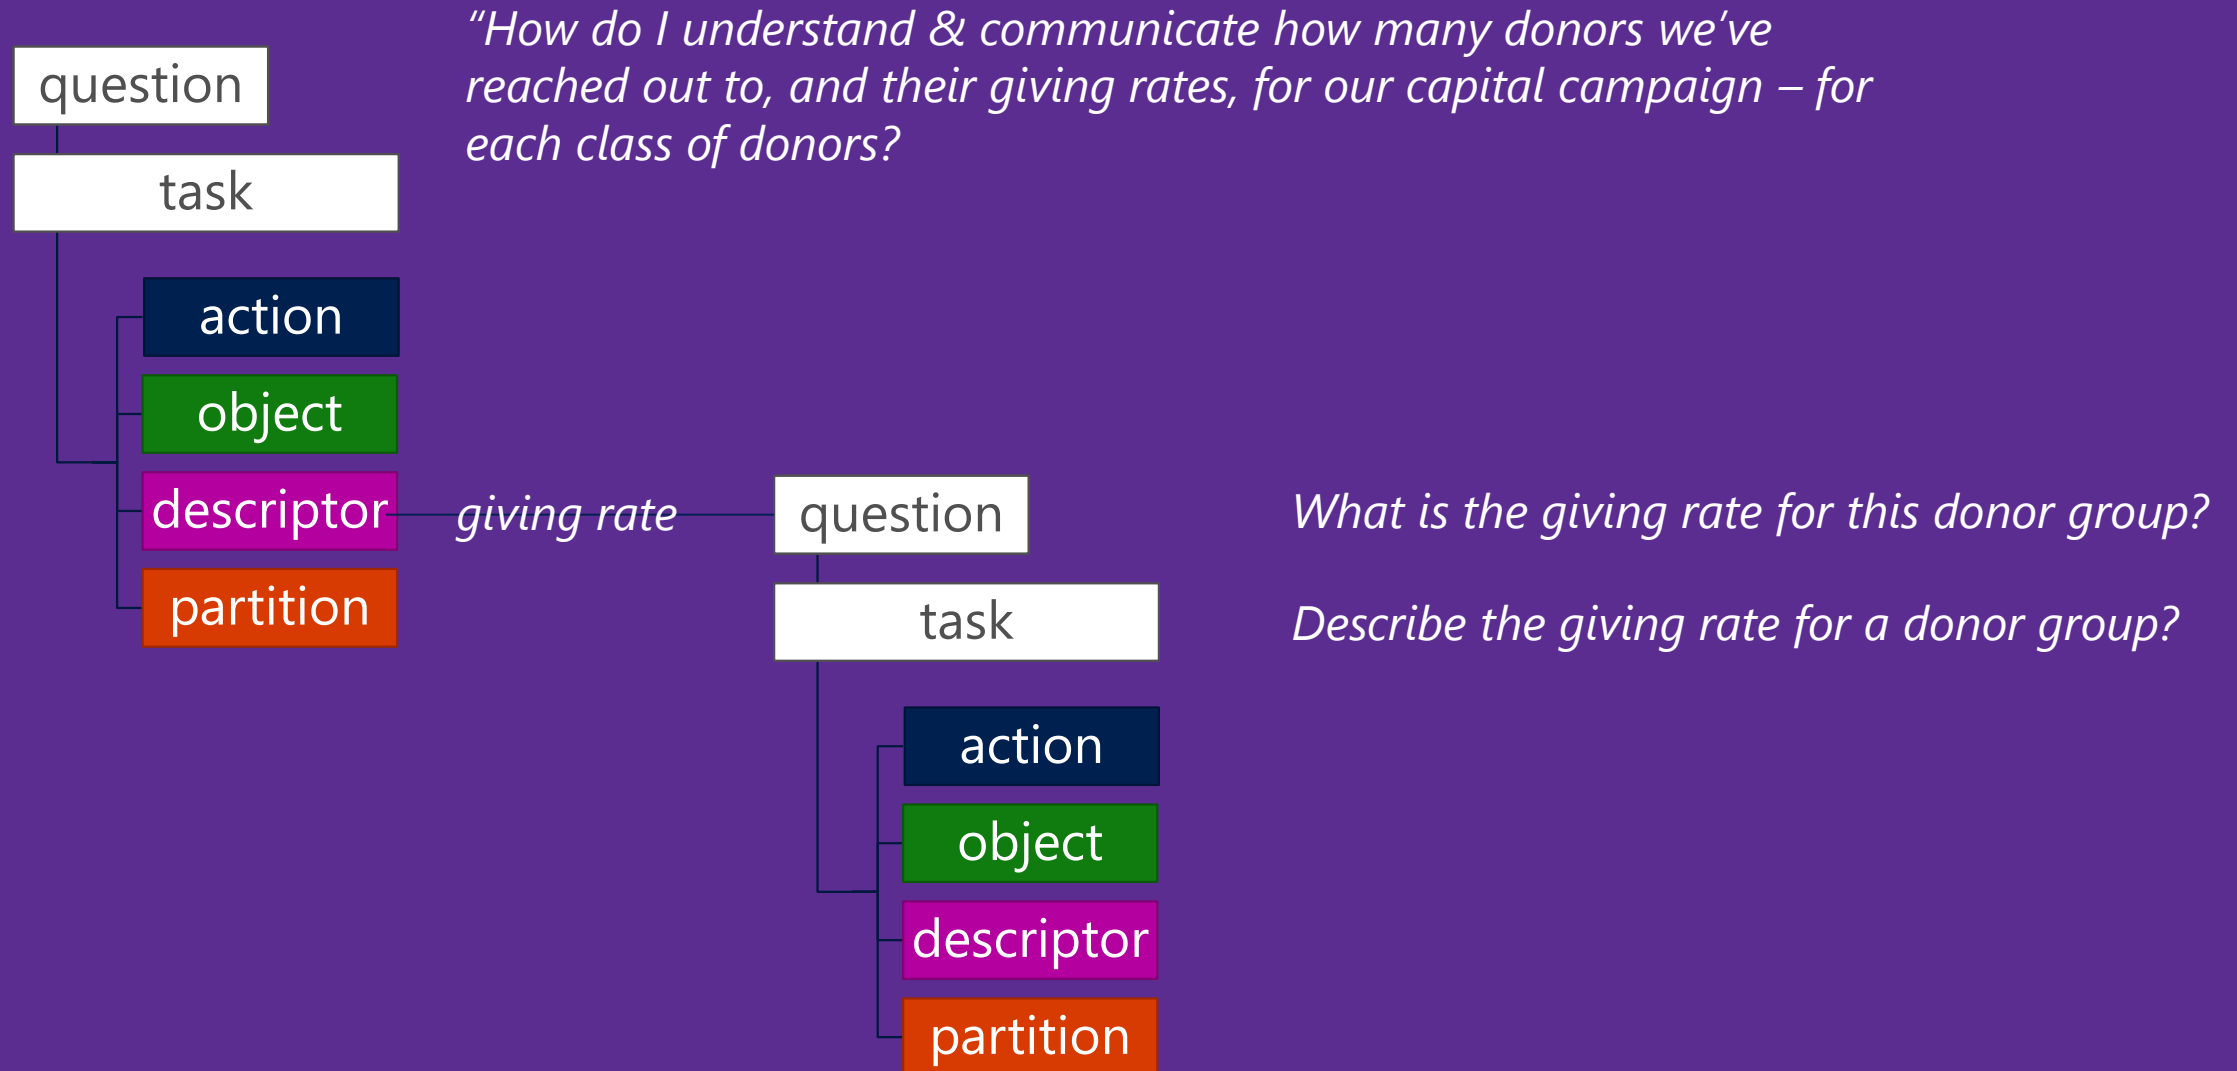 “How do I understand & communicate how many donors we’ve
reached out to, and their giving rates, for our capital campaign – for
each class of donors?
question
task
action
object
descriptor
partition
giving rate
question
What is the giving rate for this donor group?
task
Describe the giving rate for a donor group?
action
object
descriptor
partition